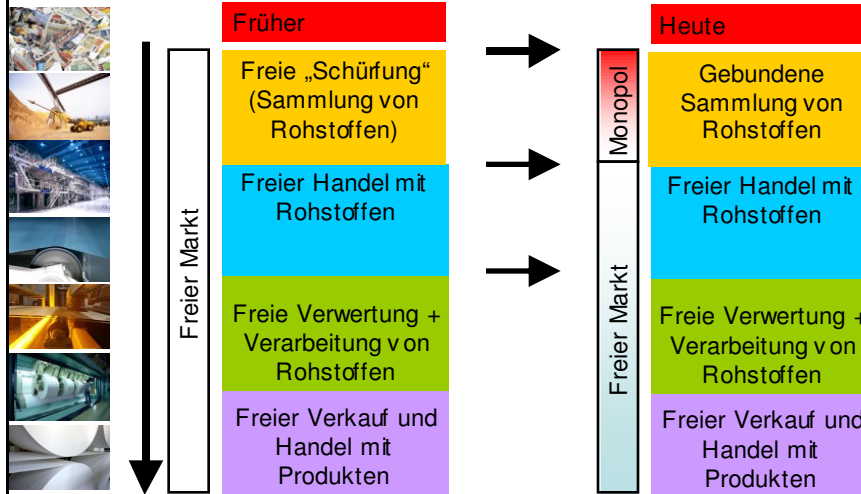 Früher
Freier Markt
Freie „Schürfung“
(Sammlung von
Rohstoffen)
Freier Handel mit
Rohstoffen
Freie Verwertung +
Verarbeitung von
Rohstoffen
Freier Verkauf und
Handel mit
Produkten
Heute
Monopol
Freier Markt
Gebundene
Sammlung von
Rohstoffen
Freier Handel mit
Rohstoffen
Freie Verwertung +
Verarbeitung von
Rohstoffen
Freier Verkauf und
Handel mit
Produkten